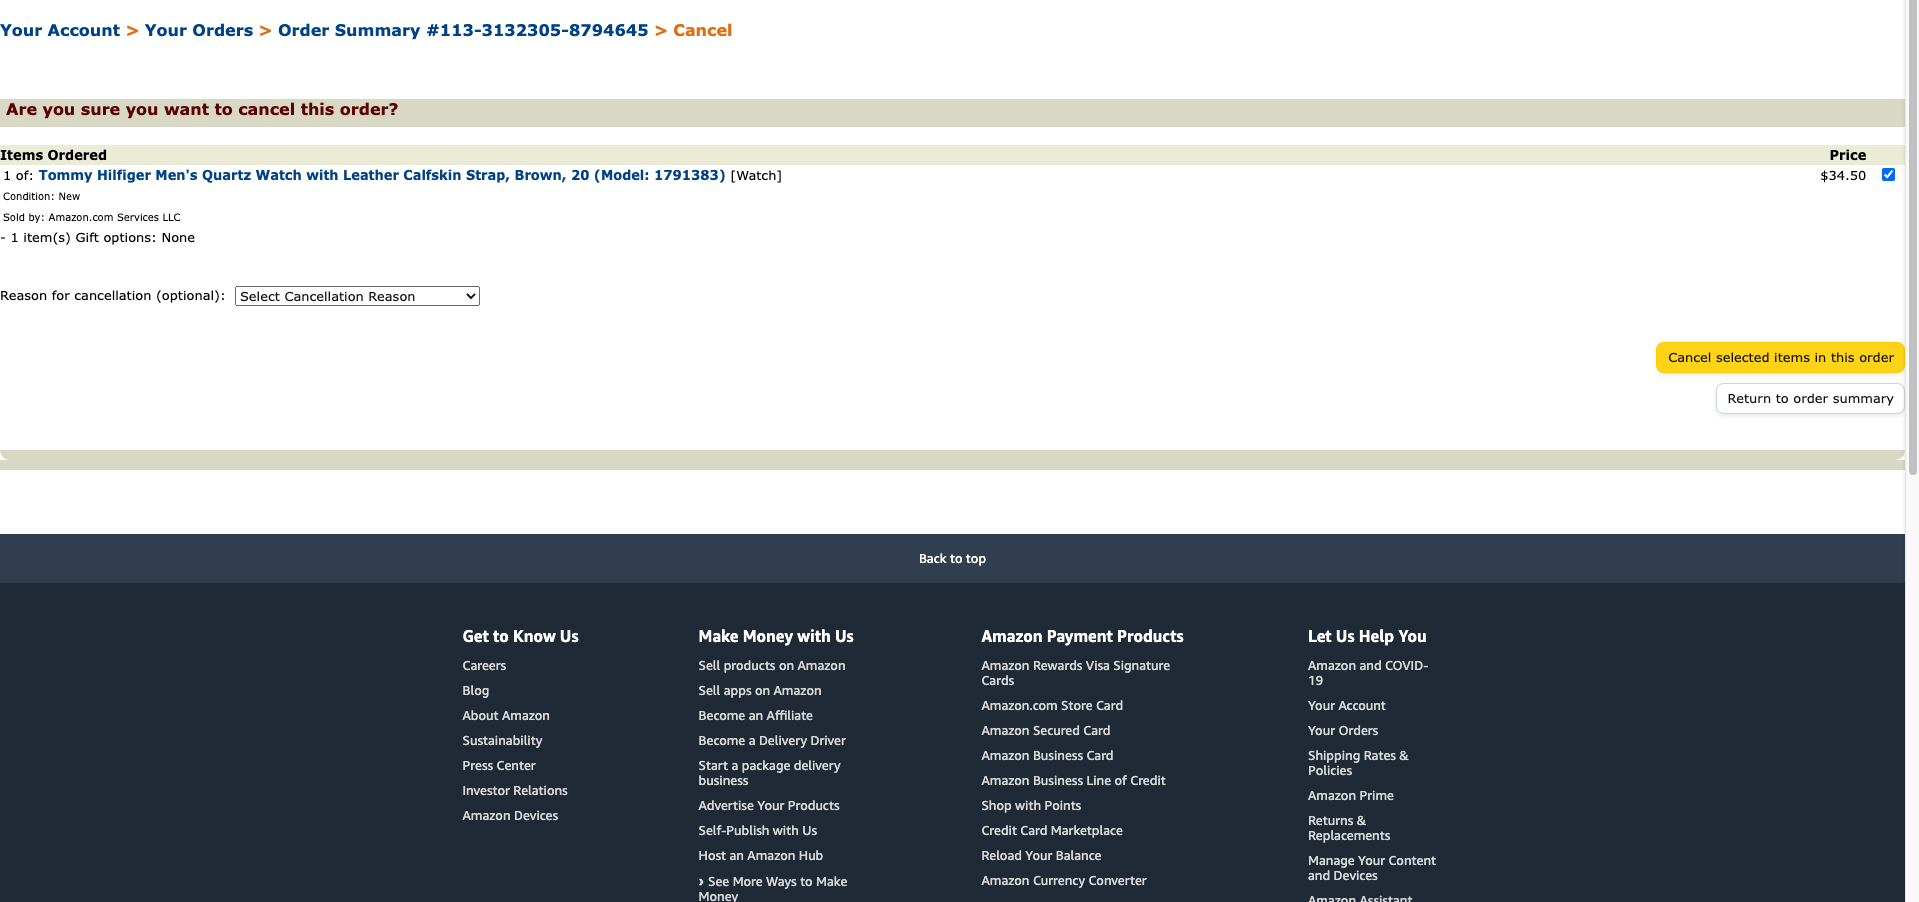 Your Account > Your Orders > Order Summary #113-3132305-8794645 > Cancel
Are you sure you want to cancel this order?
Items Ordered Price
1 of: Tommy Hilfiger Men's Quartz Watch with Leather Calfskin Strap, Brown, 20 (Model: 1791383) [Watch] $34.50
Condition: New
Sold by: Amazon.com Services LLC
- 1 item(s) Gift options: None
Reason for cancellation (optional): Select Cancellation Reason
Cancel selected items in this order
Return to order summary
Back to top
Get to Know Us
Careers
Blog
About Amazon
Sustainability
Press Center
Investor Relations
Amazon Devices
Make Money with Us
Sell products on Amazon
Sell apps on Amazon
Become an Affiliate
Become a Delivery Driver
Start a package delivery
business
Advertise Your Products
Self-Publish with Us
Host an Amazon Hub
› See More Ways to Make
Money
Amazon Payment Products
Amazon Rewards Visa Signature
Cards
Amazon.com Store Card
Amazon Secured Card
Amazon Business Card
Amazon Business Line of Credit
Shop with Points
Credit Card Marketplace
Reload Your Balance
Amazon Currency Converter
Let Us Help You
Amazon and COVID-
19
Your Account
Your Orders
Shipping Rates &
Policies
Amazon Prime
Returns &
Replacements
Manage Your Content
and Devices
Amazon Assistant